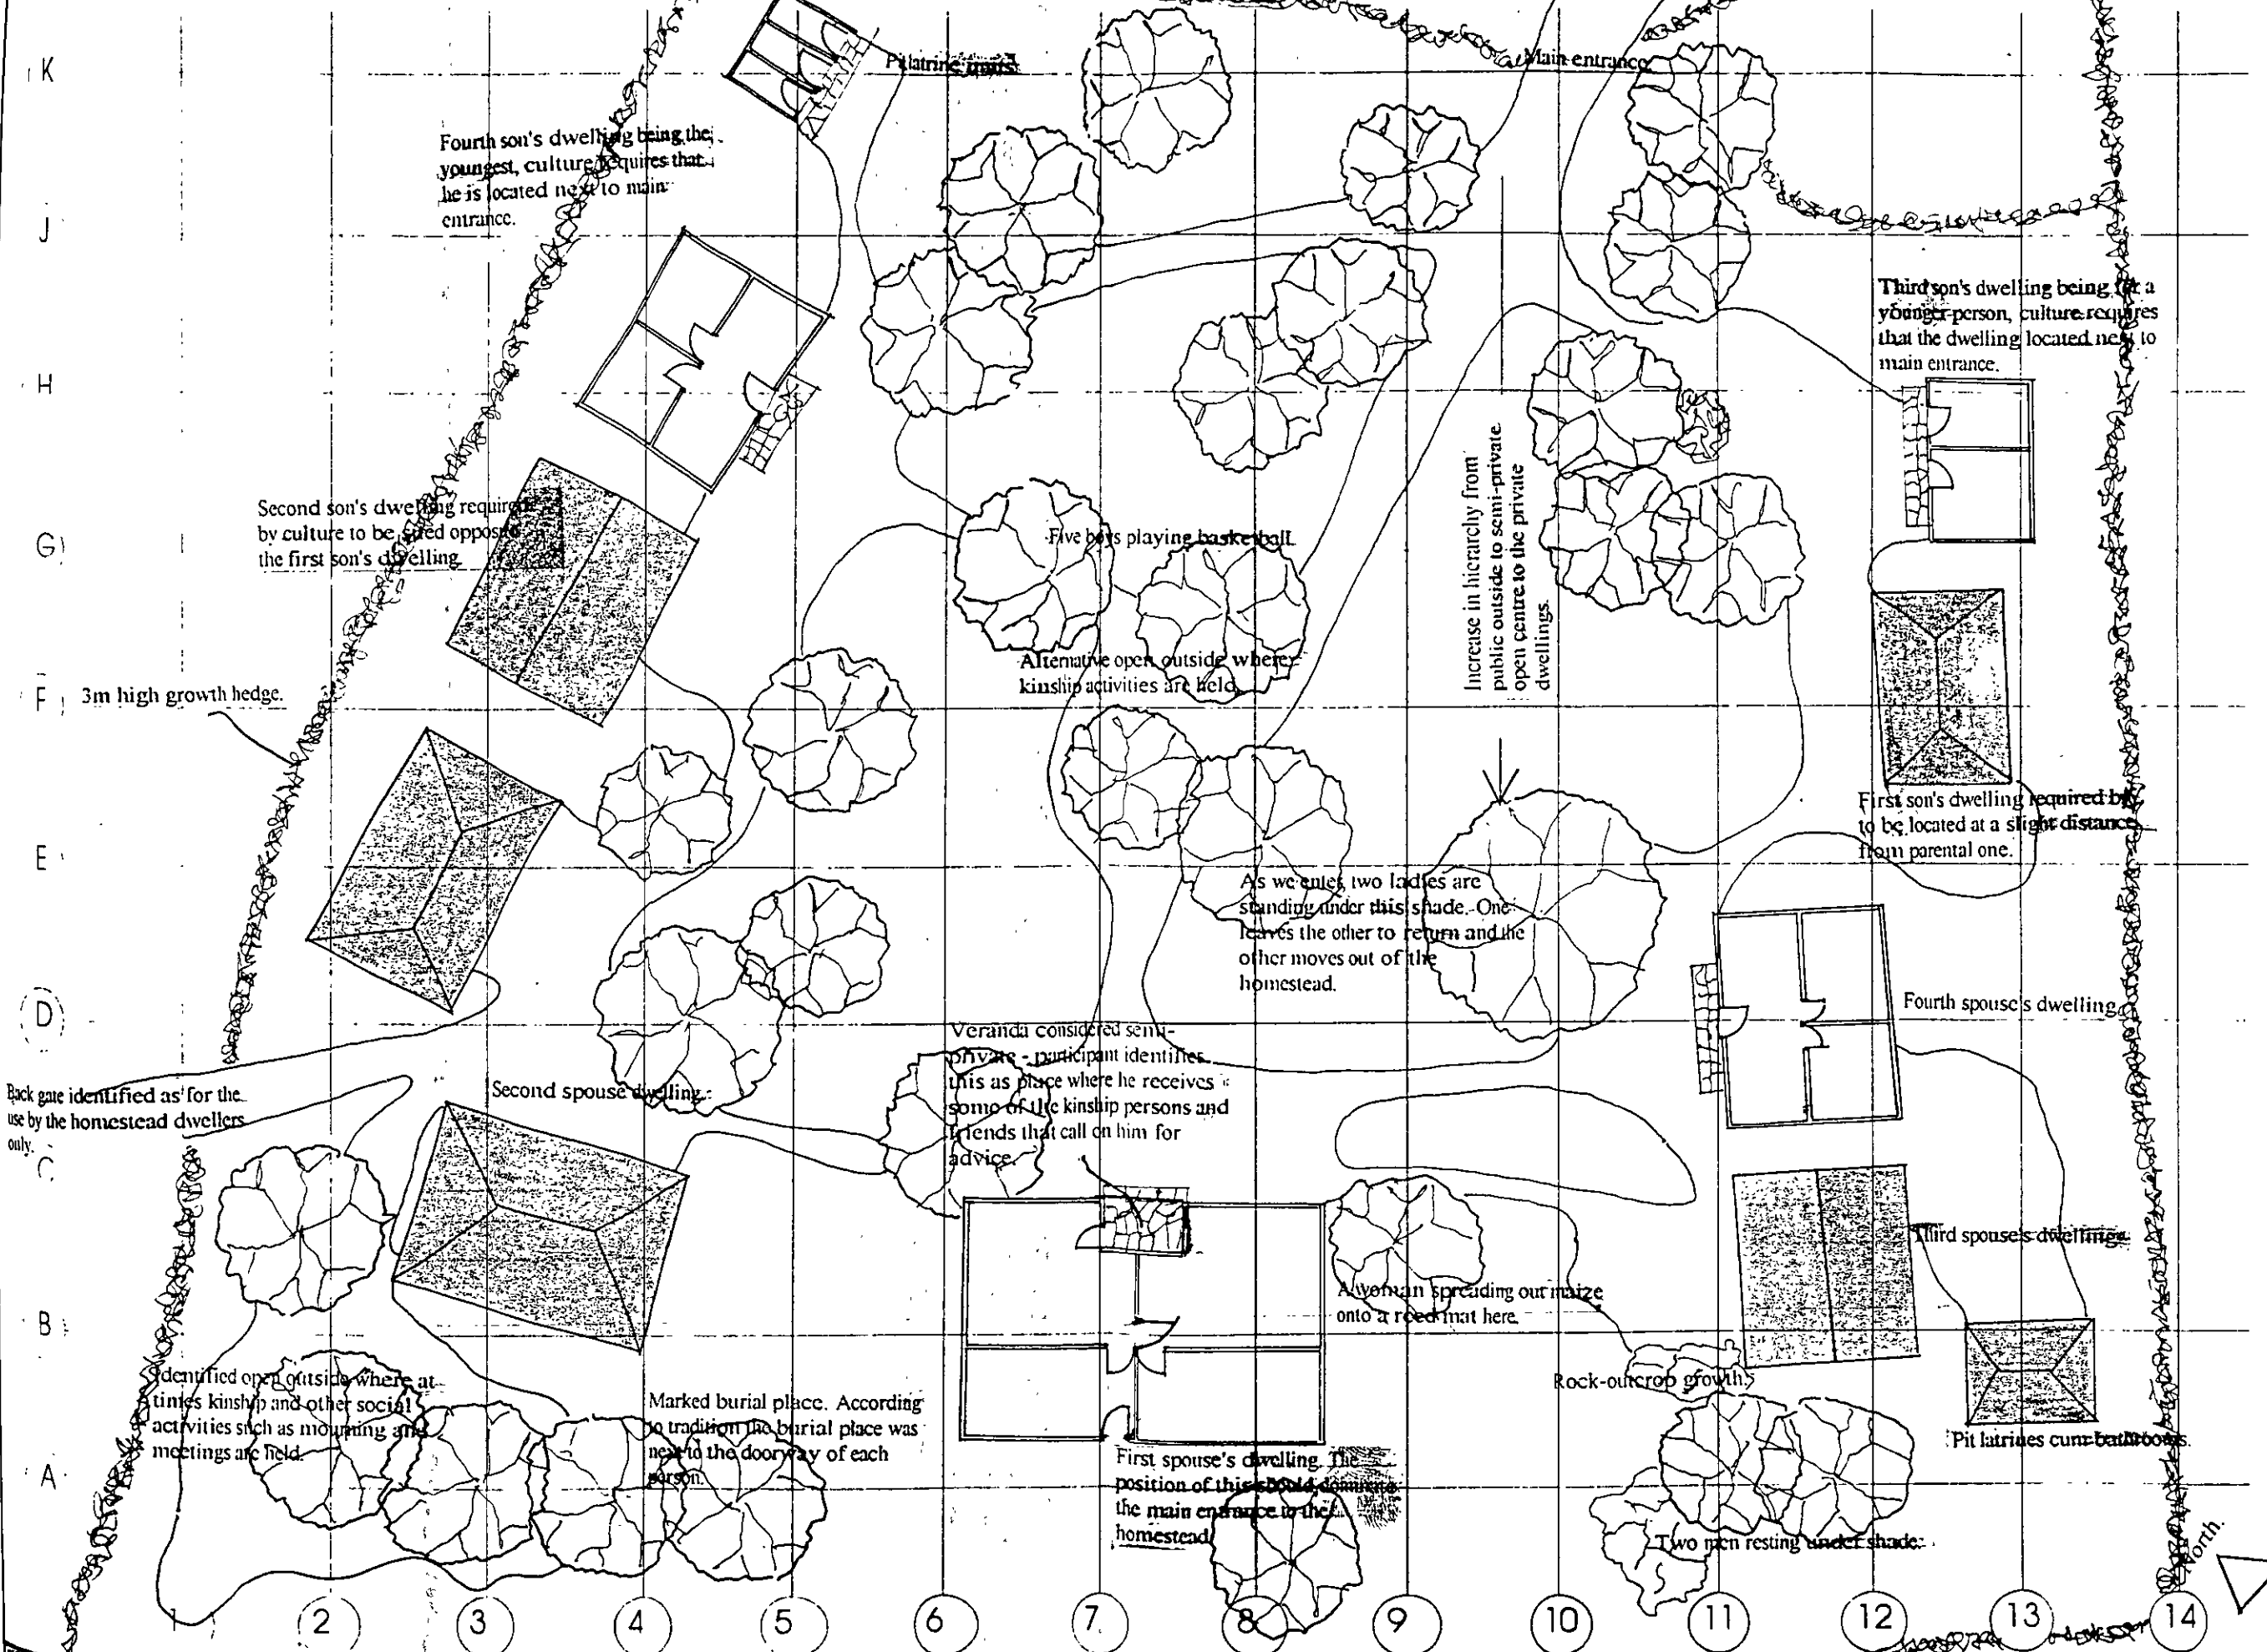 K
Pit latrine units
Main entrance
Fourth son's dwelling being the
youngest, culture requires that
he is located next to main
entrance.
J
Third son's dwelling being for a
younger person, culture requires
that the dwelling located next to
main entrance.
H
Second son's dwelling required
by culture to be sited opposite
the first son's dwelling
G
Five boys playing basketball.
Increase in hierarchy from
public outside to semi-private
open centre to the private
dwellings.
Alternative open outside where
kinship activities are held.
F
3m high growth hedge.
First son's dwelling required by
to be located at a slight distance
from parental one.
E
As we enter two ladies are
standing under this shade. One
leaves the other to return and the
other moves out of the
homestead.
D
Fourth spouse's dwelling.
Veranda considered semi-
private - participant identifies
this as place where he receives
some of the kinship persons and
friends that call on him for
advice.
Back gate identified as for the
use by the homestead dwellers
only.
Second spouse dwelling.
C
Third spouse's dwelling
A woman spreading out maize
onto a reed mat here.
B
Rock-outcrop growth.
Identified open outside where at
times kinship and other social
activities such as mourning and
meetings are held.
Marked burial place. According
to tradition the burial place was
next to the doorway of each
person.
Pit latrines cum bathrooms.
A
First spouse's dwelling. The
position of this should dominate
the main entrance to the
homestead
Two men resting under shade.
North.
1 2 3 4 5 6 7 8 9 10 11 12 13 14